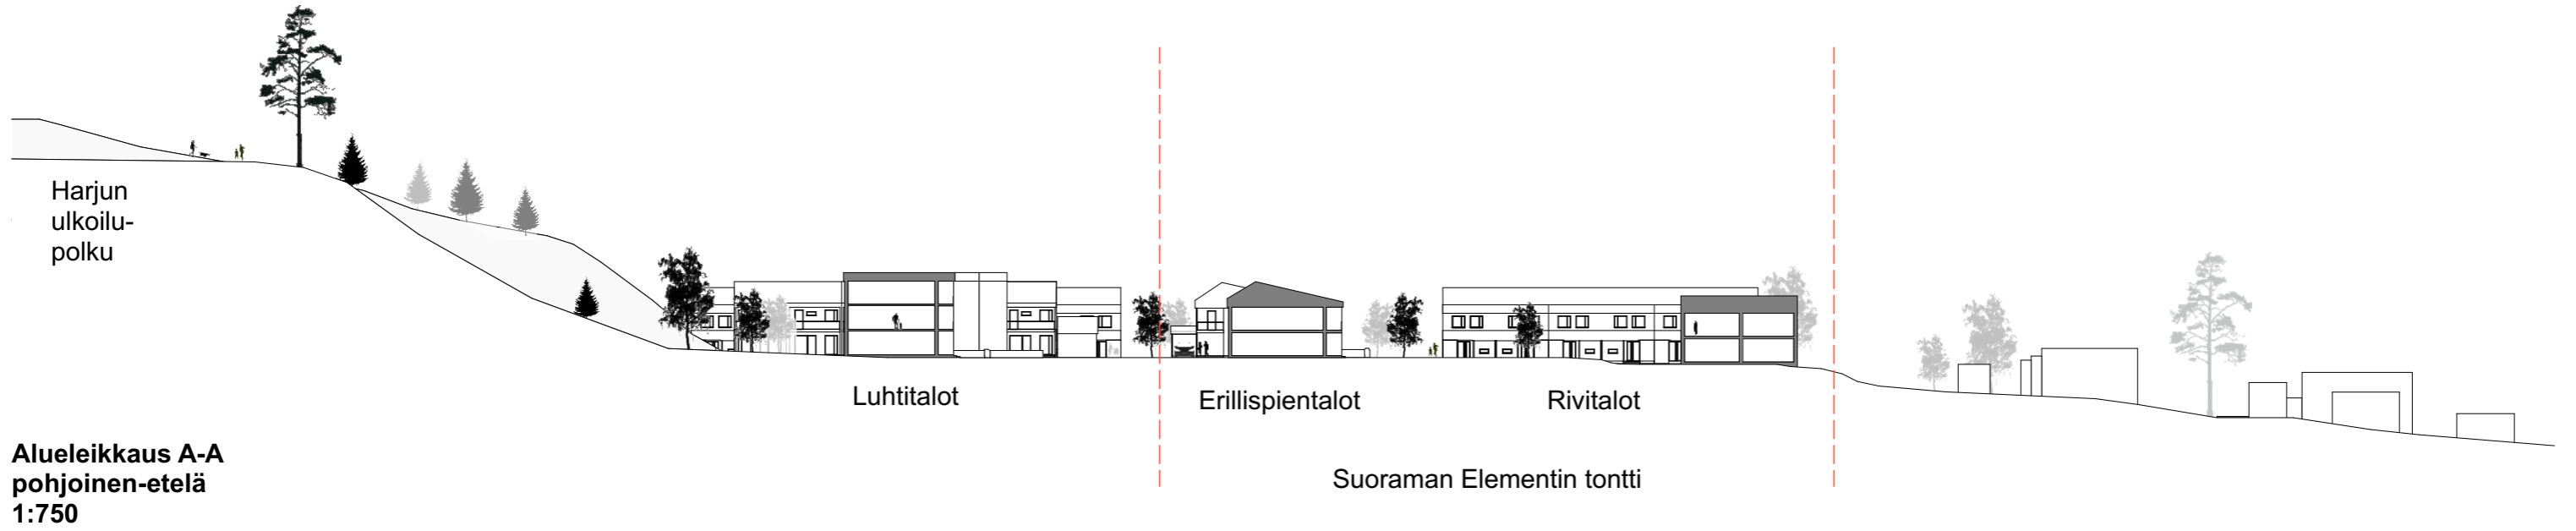 Harjun
ulkoilu-
polku
Luhtitalot
Erillispientalot
Rivitalot
Suoraman Elementin tontti
Alueleikkaus A-A
pohjoinen-etelä
1:750